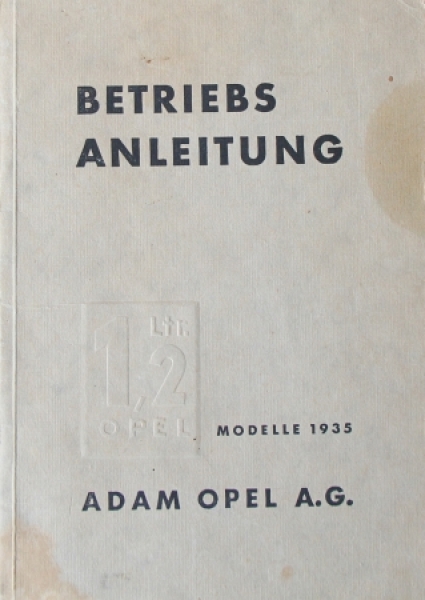 BETRIEBS
ANLEITUNG
Ltr.
1,2
OPEL
MODELLE 1935
ADAM OPEL A.G.